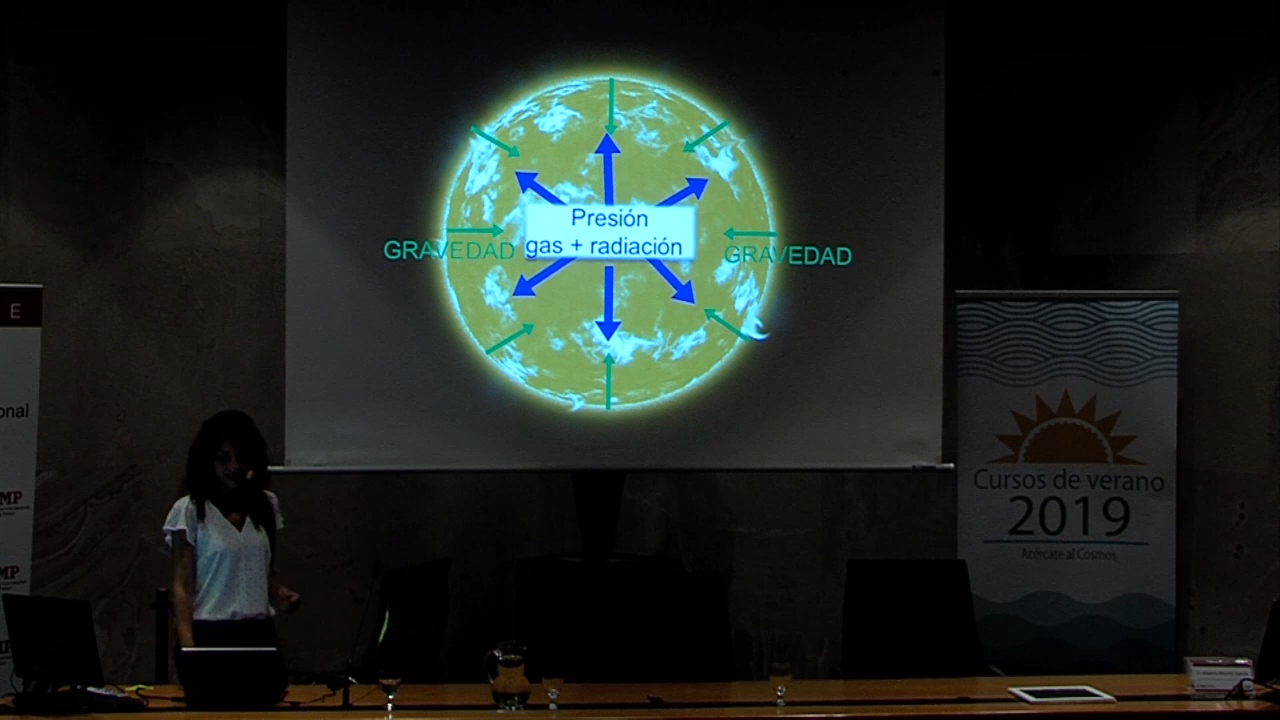 Presión
gas + radiación
GRAVEDAD
GRAVEDAD
E
onal
MP
MP
Cursos de verano
2019
Acércate al Cosmos